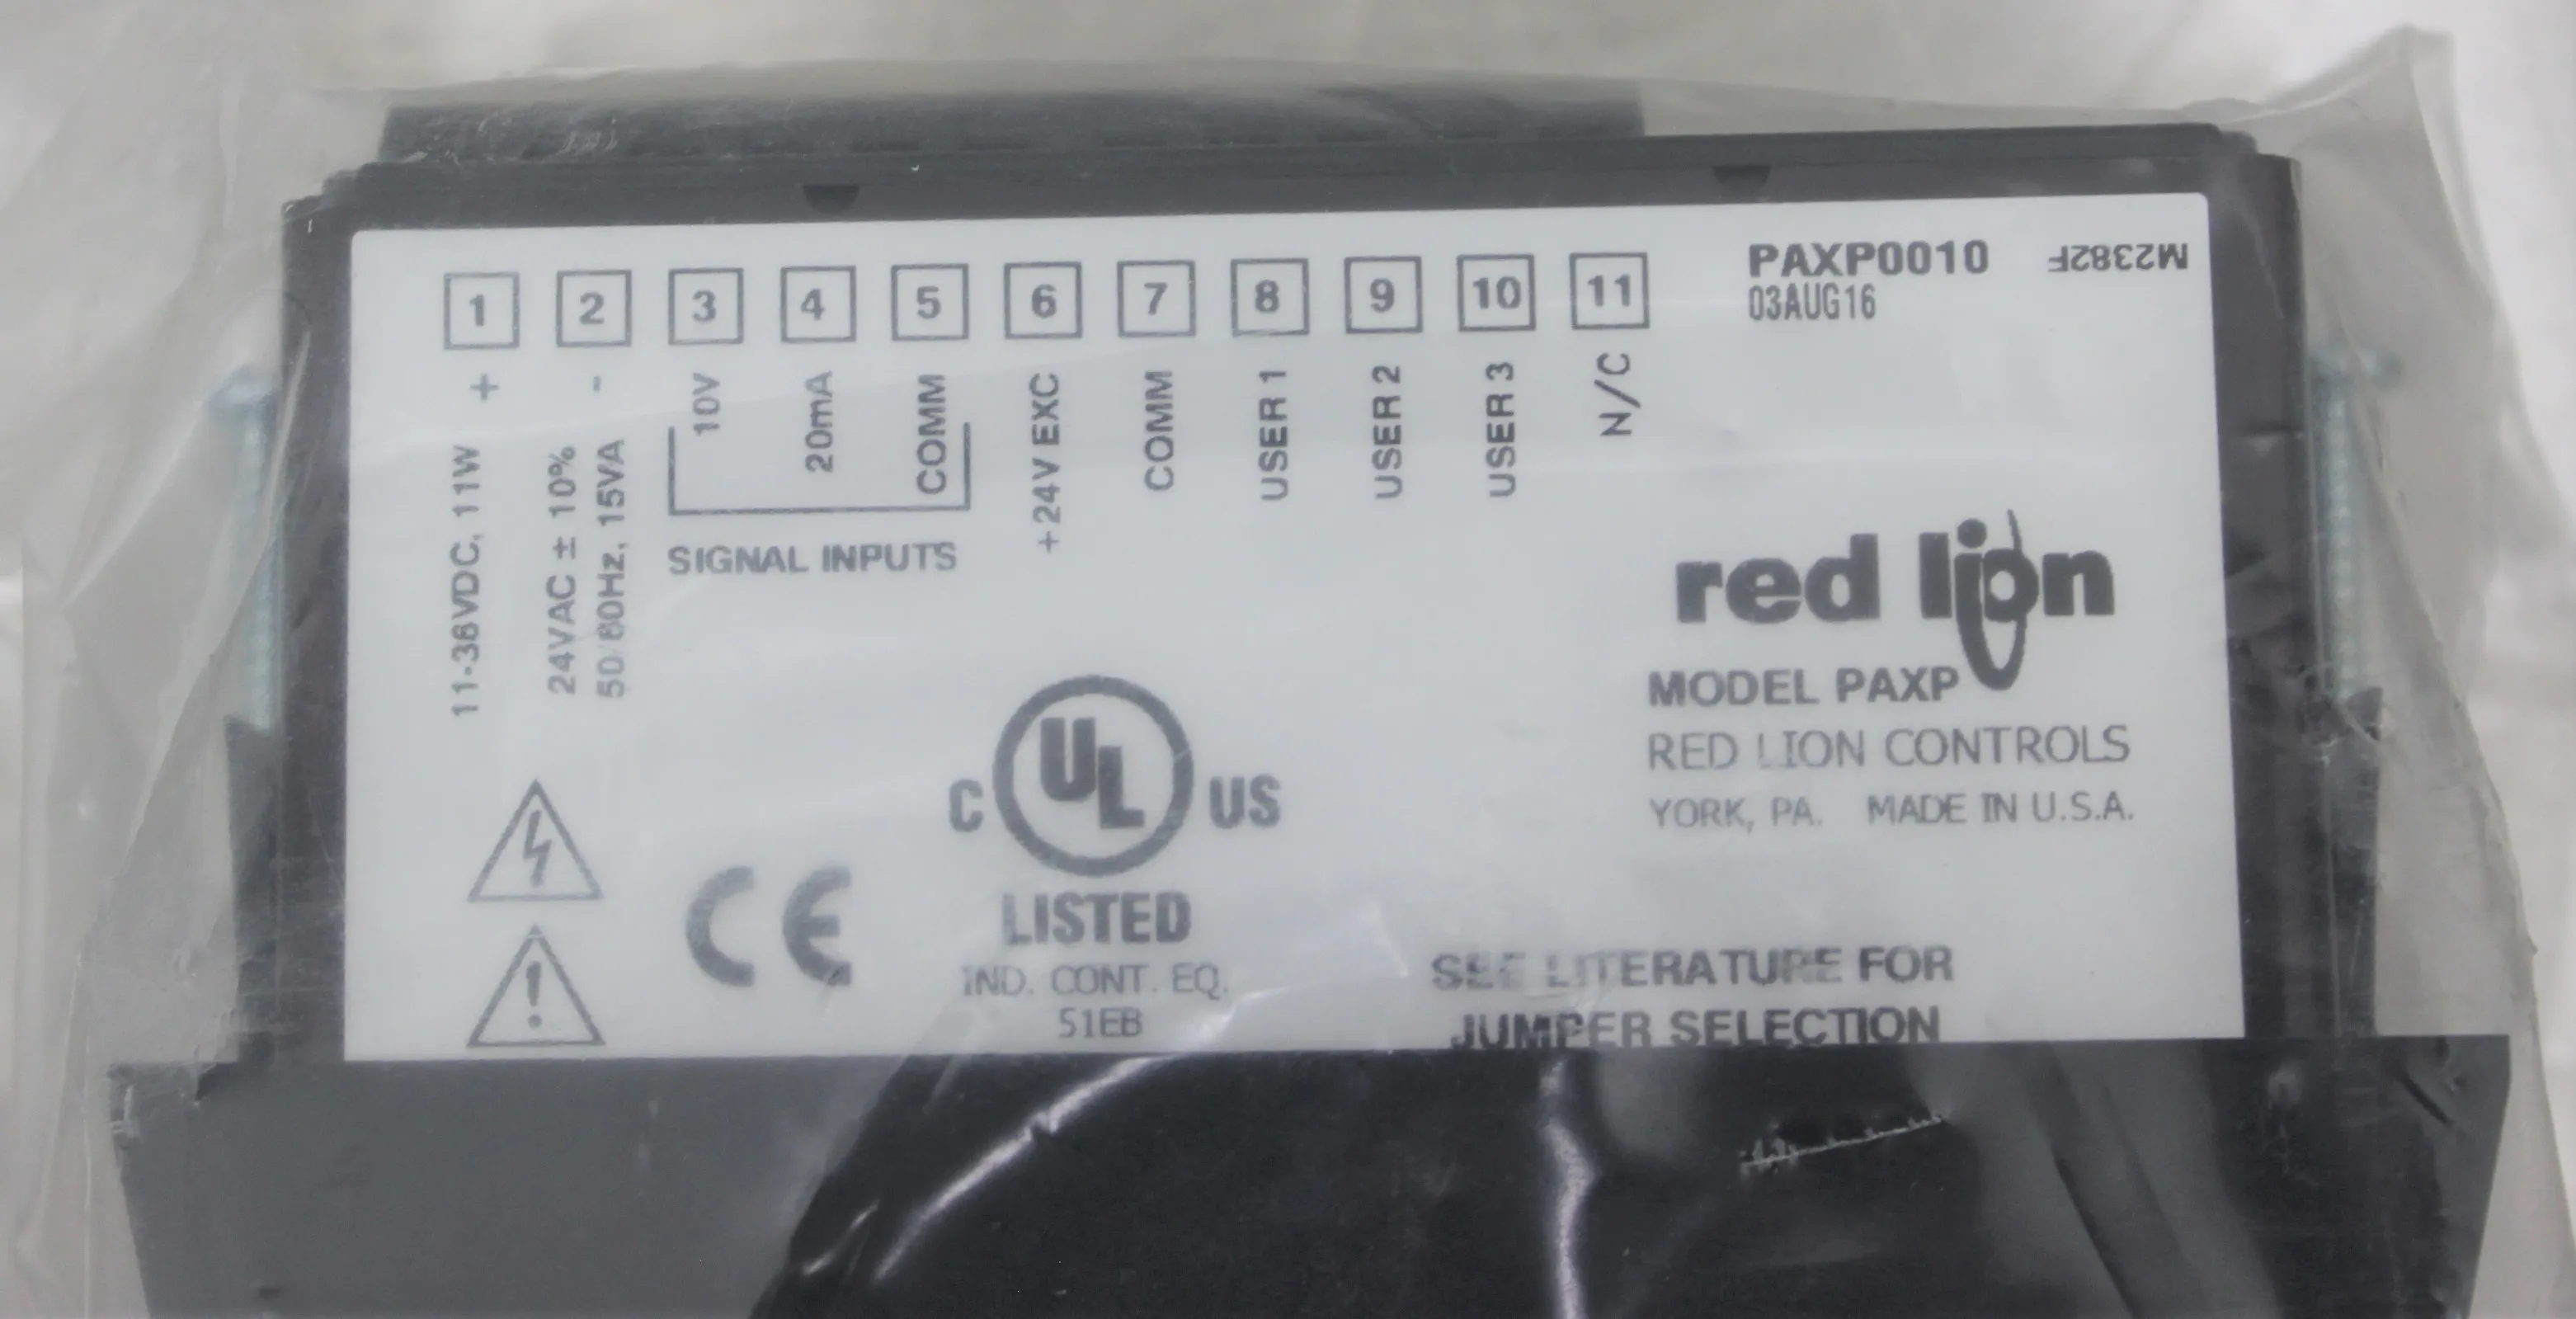 1 2 3 4 5 6 7 8 9 10 11
PAXP0010
03AUG16
M2382F
11-36VDC, 11W +
24VAC ± 10% -
50/60Hz, 15VA
10V
20mA
COMM
SIGNAL INPUTS
+24V EXC
COMM
USER 1
USER 2
USER 3
N/C
red lion
MODEL PAXP
RED LION CONTROLS
YORK, PA. MADE IN U.S.A.
C UL US
LISTED
IND. CONT. EQ.
51EB
CE
SEE LITERATURE FOR
JUMPER SELECTION